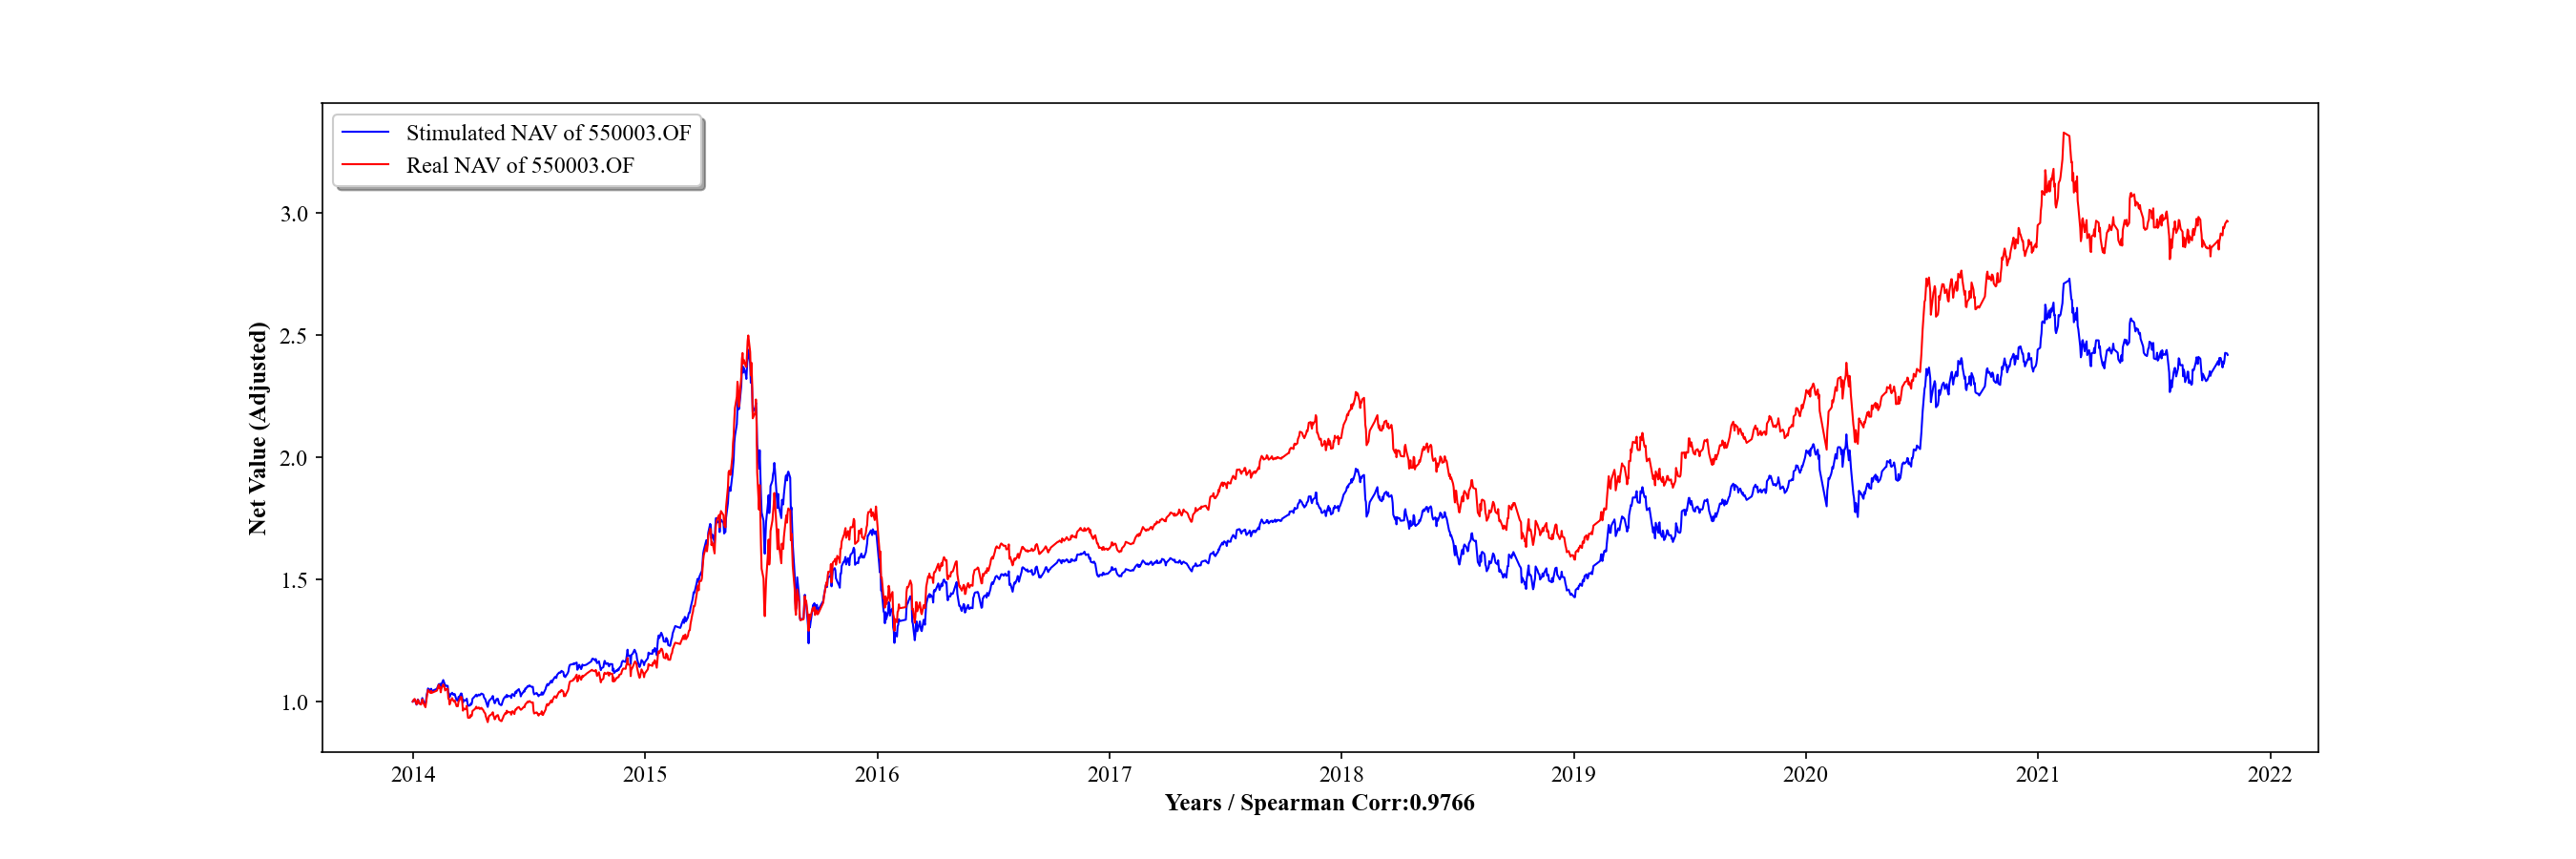 Stimulated NAV of 550003.OF
Real NAV of 550003.OF
Net Value (Adjusted)
3.0
2.5
2.0
1.5
1.0
2014 2015 2016 2017 2018 2019 2020 2021 2022
Years / Spearman Corr:0.9766